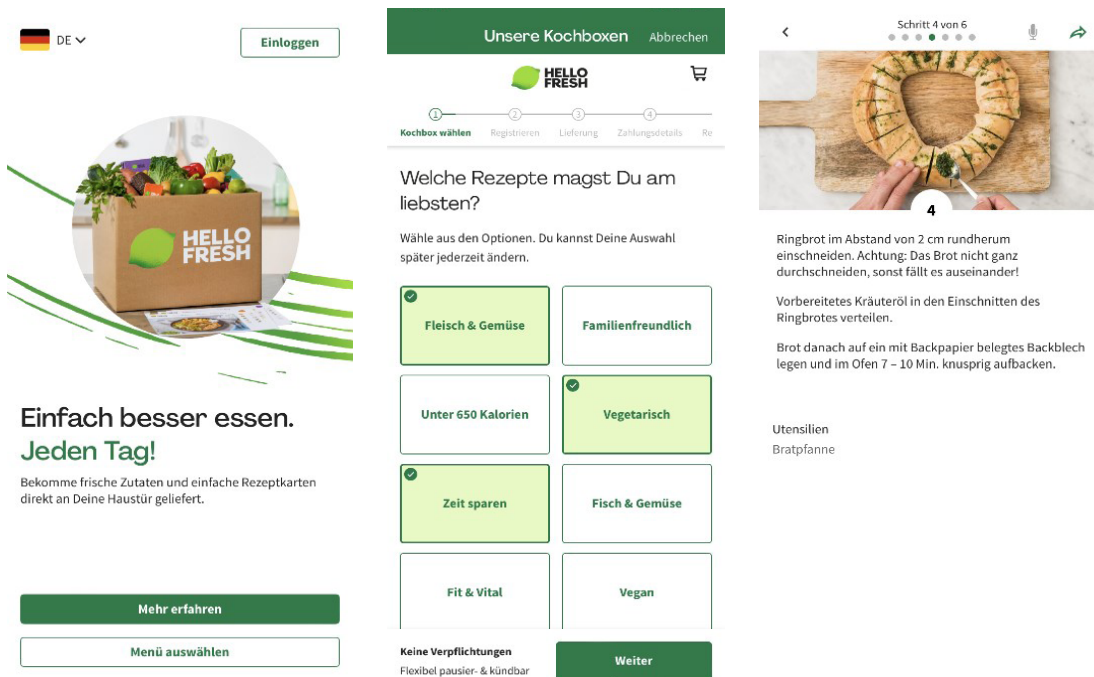 DE
Einloggen
HELLO
FRESH
Einfach besser essen.
Jeden Tag!
Bekomme frische Zutaten und einfache Rezeptkarten
direkt an Deine Haustür geliefert.
Mehr erfahren
Menü auswählen
Unsere Kochboxen
Abbrechen
HELLO
FRESH
1
2
3
4
Kochbox wählen
Registrieren
Lieferung
Zahlungsdetails
Re
Welche Rezepte magst Du am
liebsten?
Wähle aus den Optionen. Du kannst Deine Auswahl
später jederzeit ändern.
Fleisch & Gemüse
Familienfreundlich
Unter 650 Kalorien
Vegetarisch
Zeit sparen
Fisch & Gemüse
Fit & Vital
Vegan
Keine Verpflichtungen
Flexibel pausier- & kündbar
Weiter
Schritt 4 von 6
4
Ringbrot im Abstand von 2 cm rundherum
einschneiden. Achtung: Das Brot nicht ganz
durchschneiden, sonst fällt es auseinander!
Vorbereitetes Kräuteröl in den Einschnitten des
Ringbrotes verteilen.
Brot danach auf ein mit Backpapier belegtes Backblech
legen und im Ofen 7 – 10 Min. knusprig aufbacken.
Utensilien
Bratpfanne